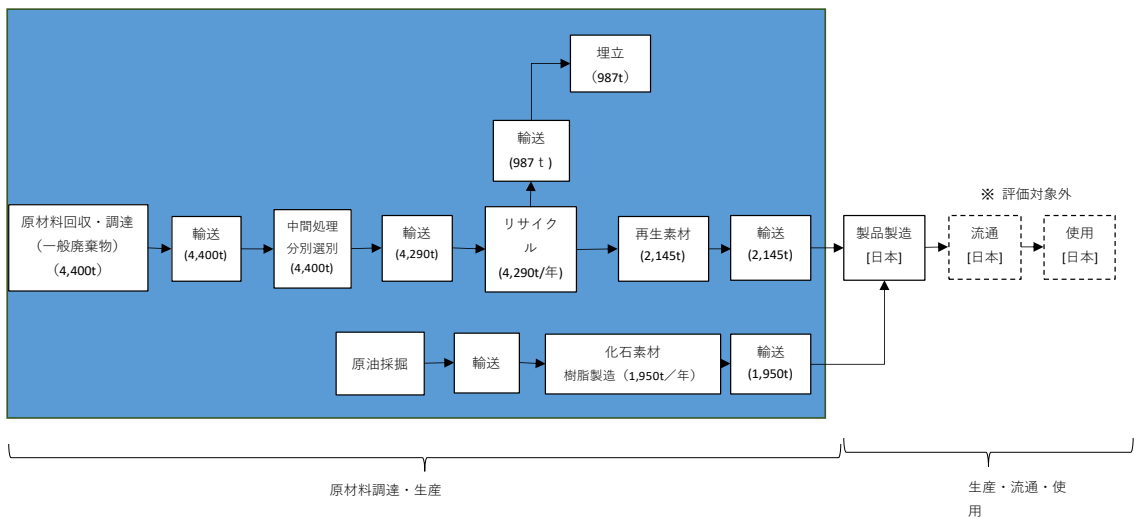 埋立
（987t）
輸送
(987ｔ)
※ 評価対象外
原材料回収・調達
（一般廃棄物）
（4,400t）
輸送
(4,400t)
中間処理
分別選別
(4,400t)
輸送
(4,290t)
リサイク
ル
(4,290t/年)
再生素材
(2,145t)
輸送
(2,145t)
製品製造
[日本]
流通
[日本]
使用
[日本]
原油採掘
輸送
化石素材
樹脂製造（1,950t／年）
輸送
(1,950t)
原材料調達・生産
生産・流通・使
用